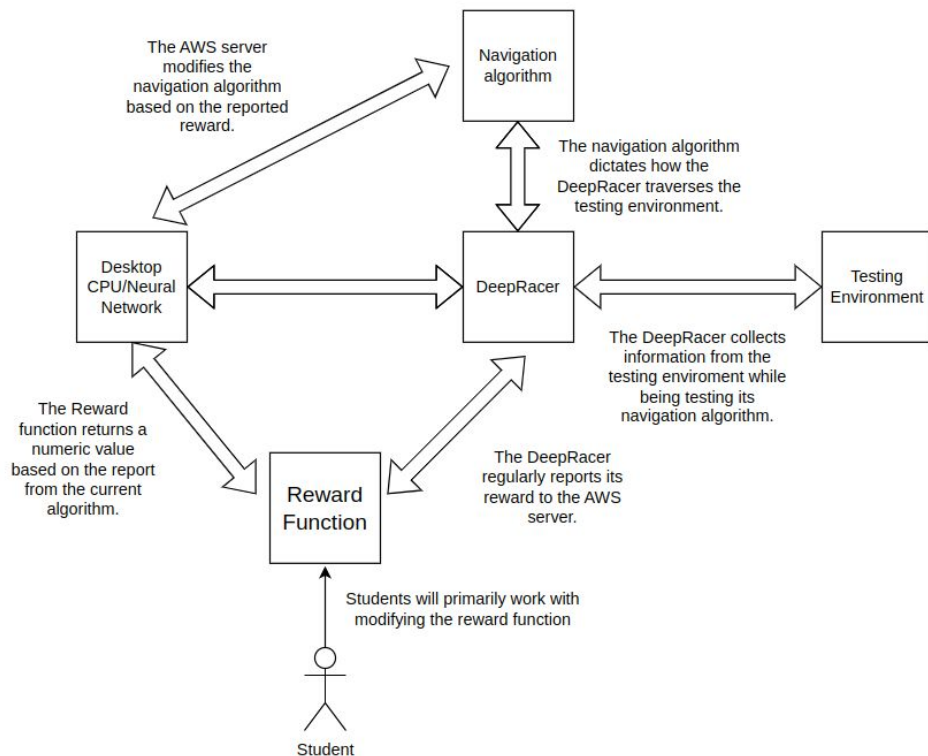 The AWS server
modifies the
navigation algorithm
based on the reported
reward.
Navigation
algorithm
The navigation algorithm
dictates how the
DeepRacer traverses the
testing environment.
Desktop
CPU/Neural
Network
DeepRacer
Testing
Environment
The DeepRacer collects
information from the
testing enviroment while
being testing its
navigation algorithm.
The Reward
function returns a
numeric value
based on the report
from the current
algorithm.
The DeepRacer
regularly reports its
reward to the AWS
server.
Reward
Function
Students will primarily work with
modifying the reward function
Student